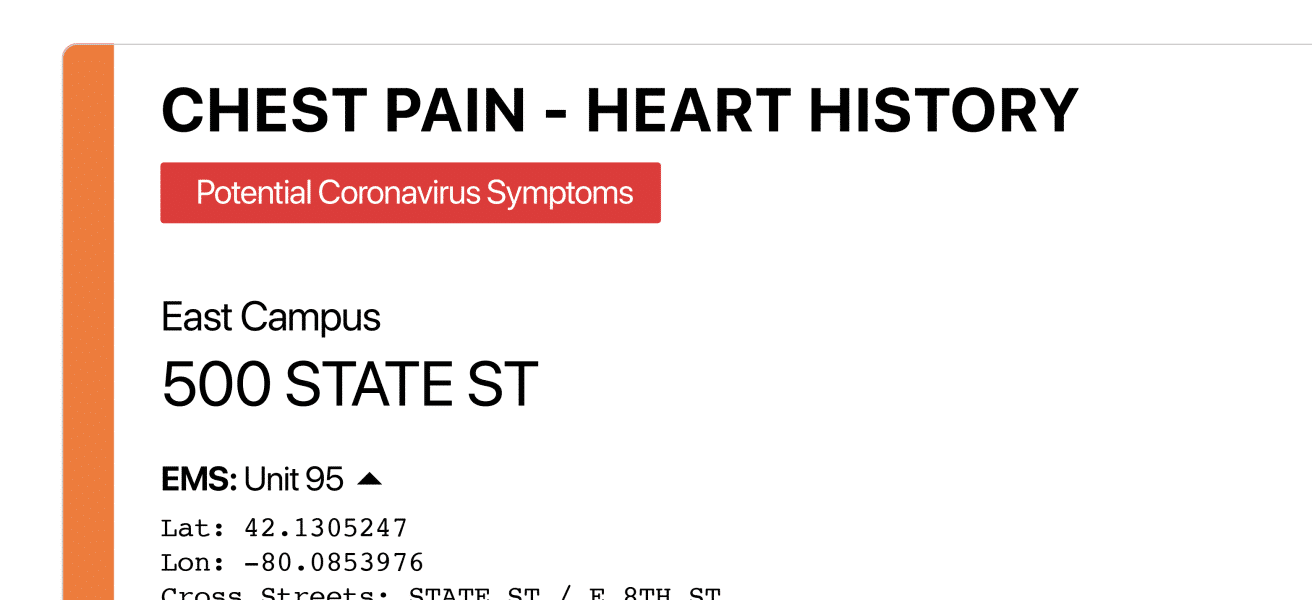 CHEST PAIN - HEART HISTORY
Potential Coronavirus Symptoms
East Campus
500 STATE ST
EMS: Unit 95 ▲
Lat: 42.1305247
Lon: -80.0853976
Cross Streets: STATE ST / E 8TH ST